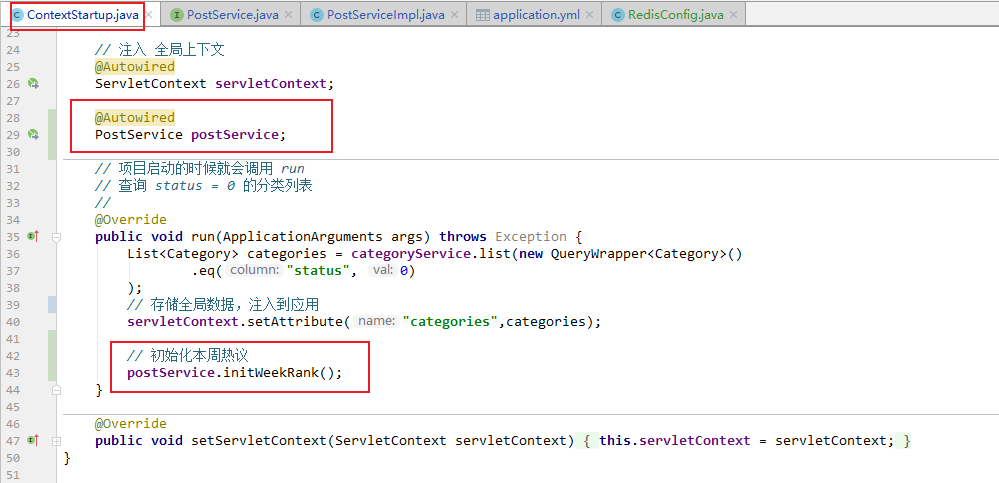 ContextStartup.java × PostService.java × PostServiceImpl.java × application.yml × RedisConfig.java ×
23
24 // 注入 全局上下文
25 @Autowired
26 ServletContext servletContext;
27
28 @Autowired
29 PostService postService;
30
31 // 项目启动的时候就会调用 run
32 // 查询 status = 0 的分类列表
33 //
34 @Override
35 public void run(ApplicationArguments args) throws Exception {
36 List<Category> categories = categoryService.list(new QueryWrapper<Category>()
37 .eq( column: "status", val: 0)
38 );
39 // 存储全局数据，注入到应用
40 servletContext.setAttribute( name: "categories",categories);
41
42 // 初始化本周热议
43 postService.initWeekRank();
44 }
45
46 @Override
47 public void setServletContext(ServletContext servletContext) { this.servletContext = servletContext; }
50 }
51